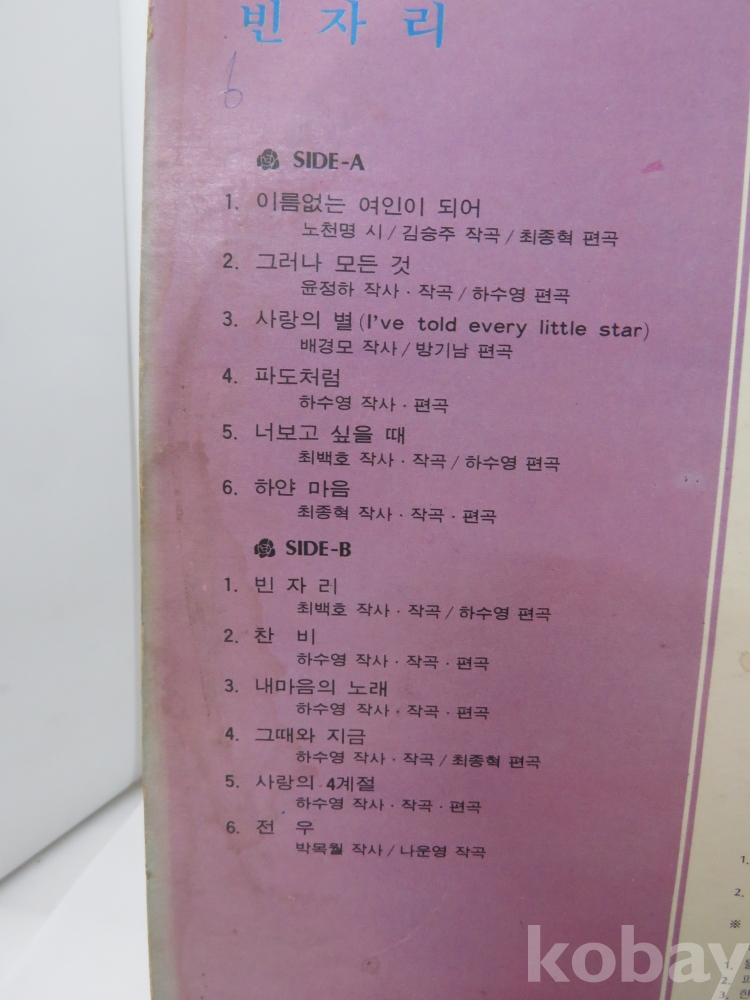 빈 자 리
6
SIDE-A
1. 이름없는 여인이 되어
노천명 시 / 김승주 작곡 / 최종혁 편곡
2. 그러나 모든 것
윤정하 작사 · 작곡 / 하수영 편곡
3. 사랑의 별 (I've told every little star)
배경모 작사 / 방기남 편곡
4. 파도처럼
하수영 작사 · 편곡
5. 너보고 싶을 때
최백호 작사 · 작곡 / 하수영 편곡
6. 하얀 마음
최종혁 작사 · 작곡 · 편곡
SIDE-B
1. 빈 자 리
최백호 작사 · 작곡 / 하수영 편곡
2. 찬 비
하수영 작사 · 작곡 · 편곡
3. 내마음의 노래
하수영 작사 · 작곡 · 편곡
4. 그때와 지금
하수영 작사 · 작곡 / 최종혁 편곡
5. 사랑의 4계절
하수영 작사 · 작곡 · 편곡
6. 전 우
박목월 작사 / 나운영 작곡
1.
2.
※
1.
2.
3.
kobay